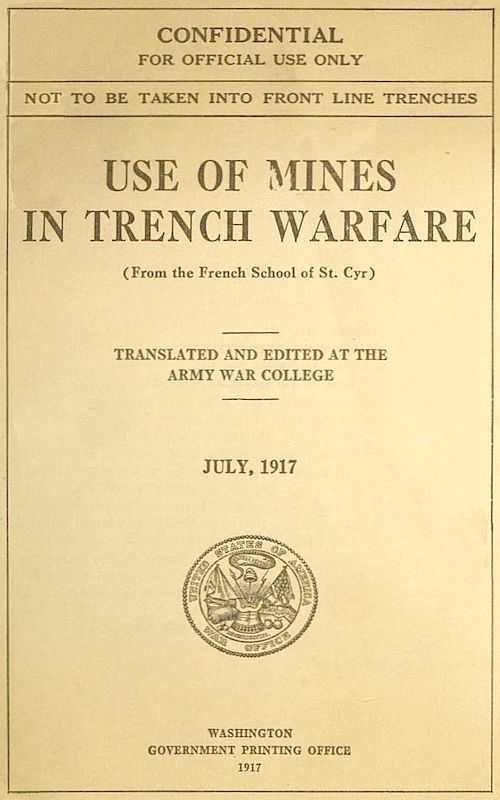 CONFIDENTIAL
FOR OFFICIAL USE ONLY
NOT TO BE TAKEN INTO FRONT LINE TRENCHES
USE OF MINES
IN TRENCH WARFARE
(From the French School of St. Cyr)
TRANSLATED AND EDITED AT THE
ARMY WAR COLLEGE
JULY, 1917
UNITED STATES OF AMERICA
WAR OFFICE
WASHINGTON
GOVERNMENT PRINTING OFFICE
1917